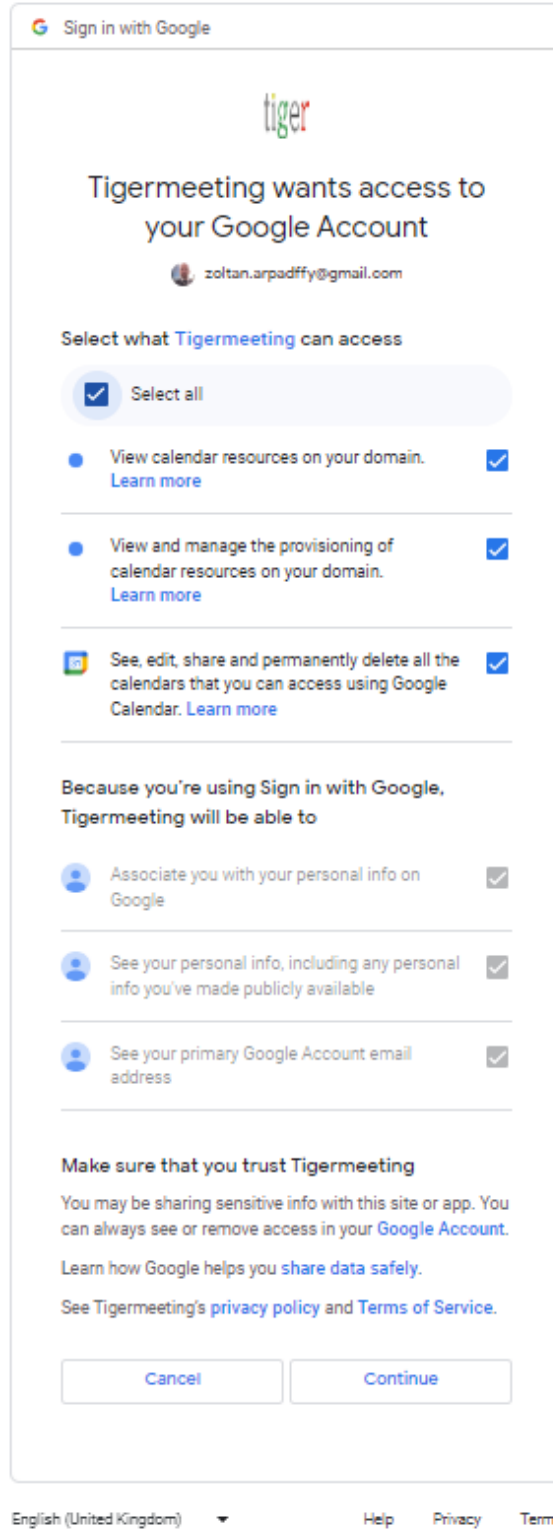 Sign in with Google
tiger
Tigermeeting wants access to
your Google Account
zoltan.arpadffy@gmail.com
Select what Tigermeeting can access
Select all
View calendar resources on your domain.
Learn more
View and manage the provisioning of
calendar resources on your domain.
Learn more
See, edit, share and permanently delete all the
calendars that you can access using Google
Calendar. Learn more
Because you're using Sign in with Google,
Tigermeeting will be able to
Associate you with your personal info on
Google
See your personal info, including any personal
info you've made publicly available
See your primary Google Account email
address
Make sure that you trust Tigermeeting
You may be sharing sensitive info with this site or app. You
can always see or remove access in your Google Account.
Learn how Google helps you share data safely.
See Tigermeeting's privacy policy and Terms of Service.
Cancel Continue
English (United Kingdom) Help Privacy Term